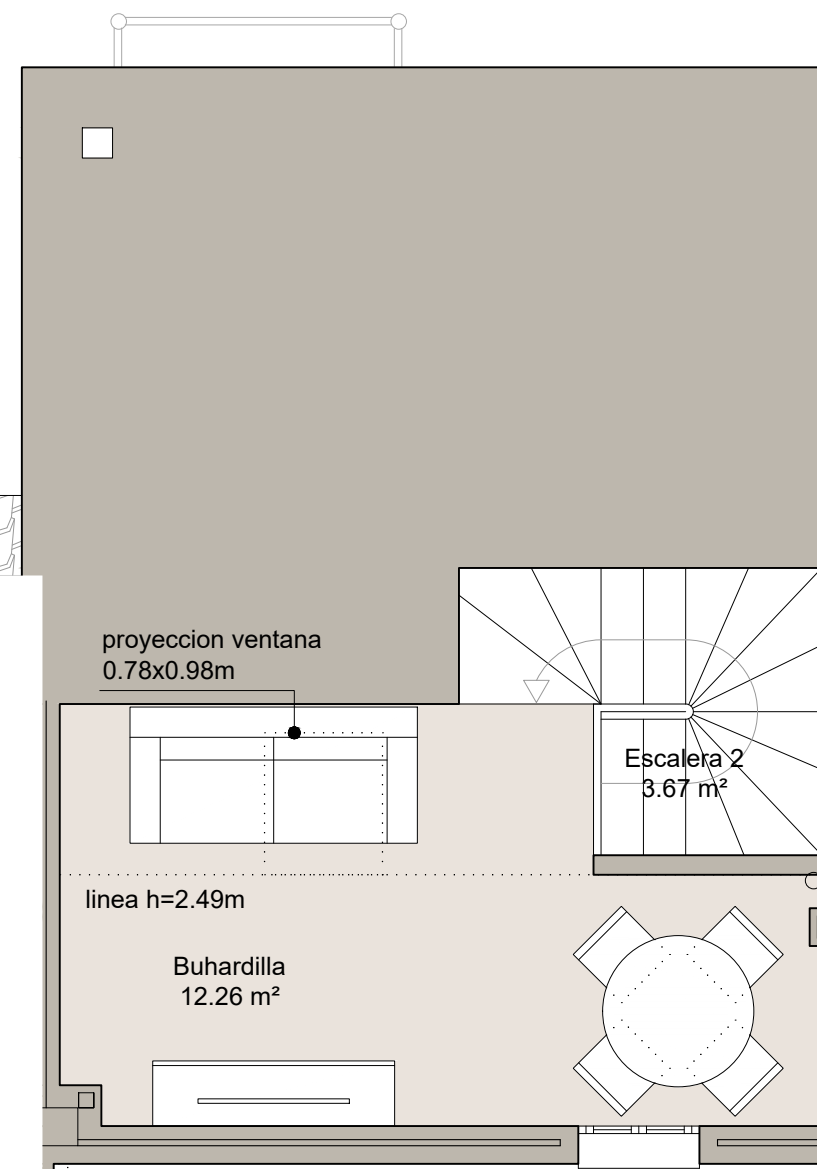 proyeccion ventana
0.78x0.98m
Escalera 2
3.67 m²
linea h=2.49m
Buhardilla
12.26 m²